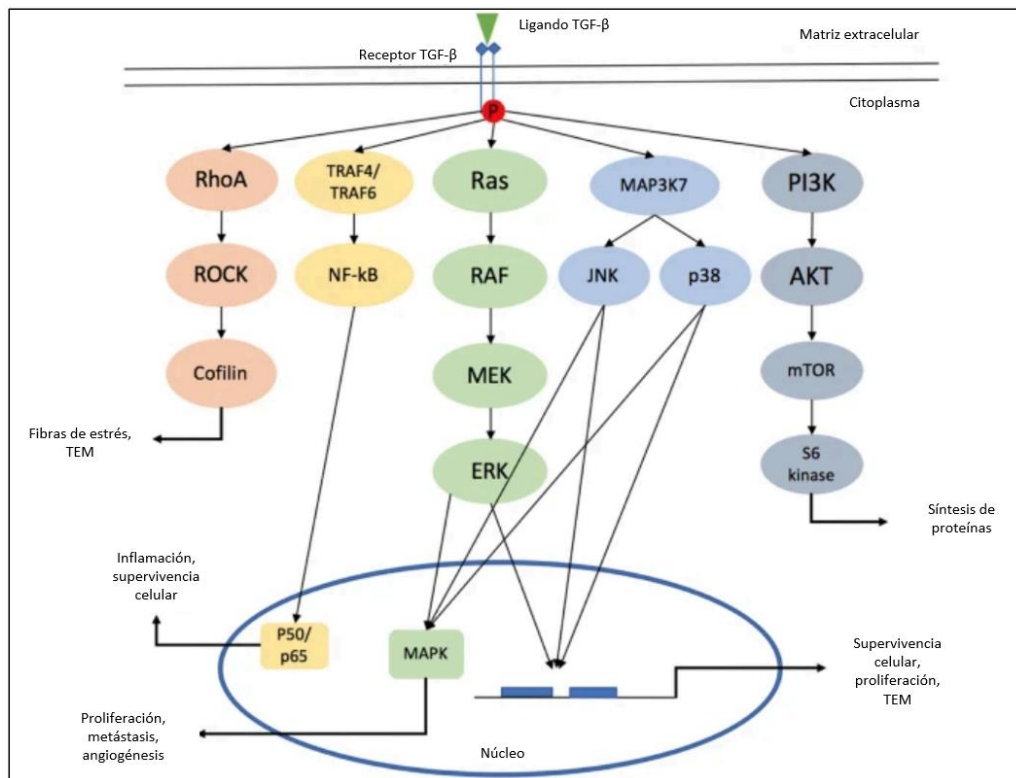 Ligando TGF-β
Matriz extracelular
Receptor TGF-β
Citoplasma
P
RhoA
TRAF4/
TRAF6
Ras
MAP3K7
PI3K
ROCK
NF-kB
RAF
JNK
p38
AKT
Cofilin
MEK
mTOR
Fibras de estrés,
TEM
ERK
S6
kinase
Síntesis de
proteínas
Inflamación,
supervivencia
celular
P50/
p65
MAPK
Supervivencia
celular,
proliferación,
TEM
Proliferación,
metástasis,
angiogénesis
Núcleo